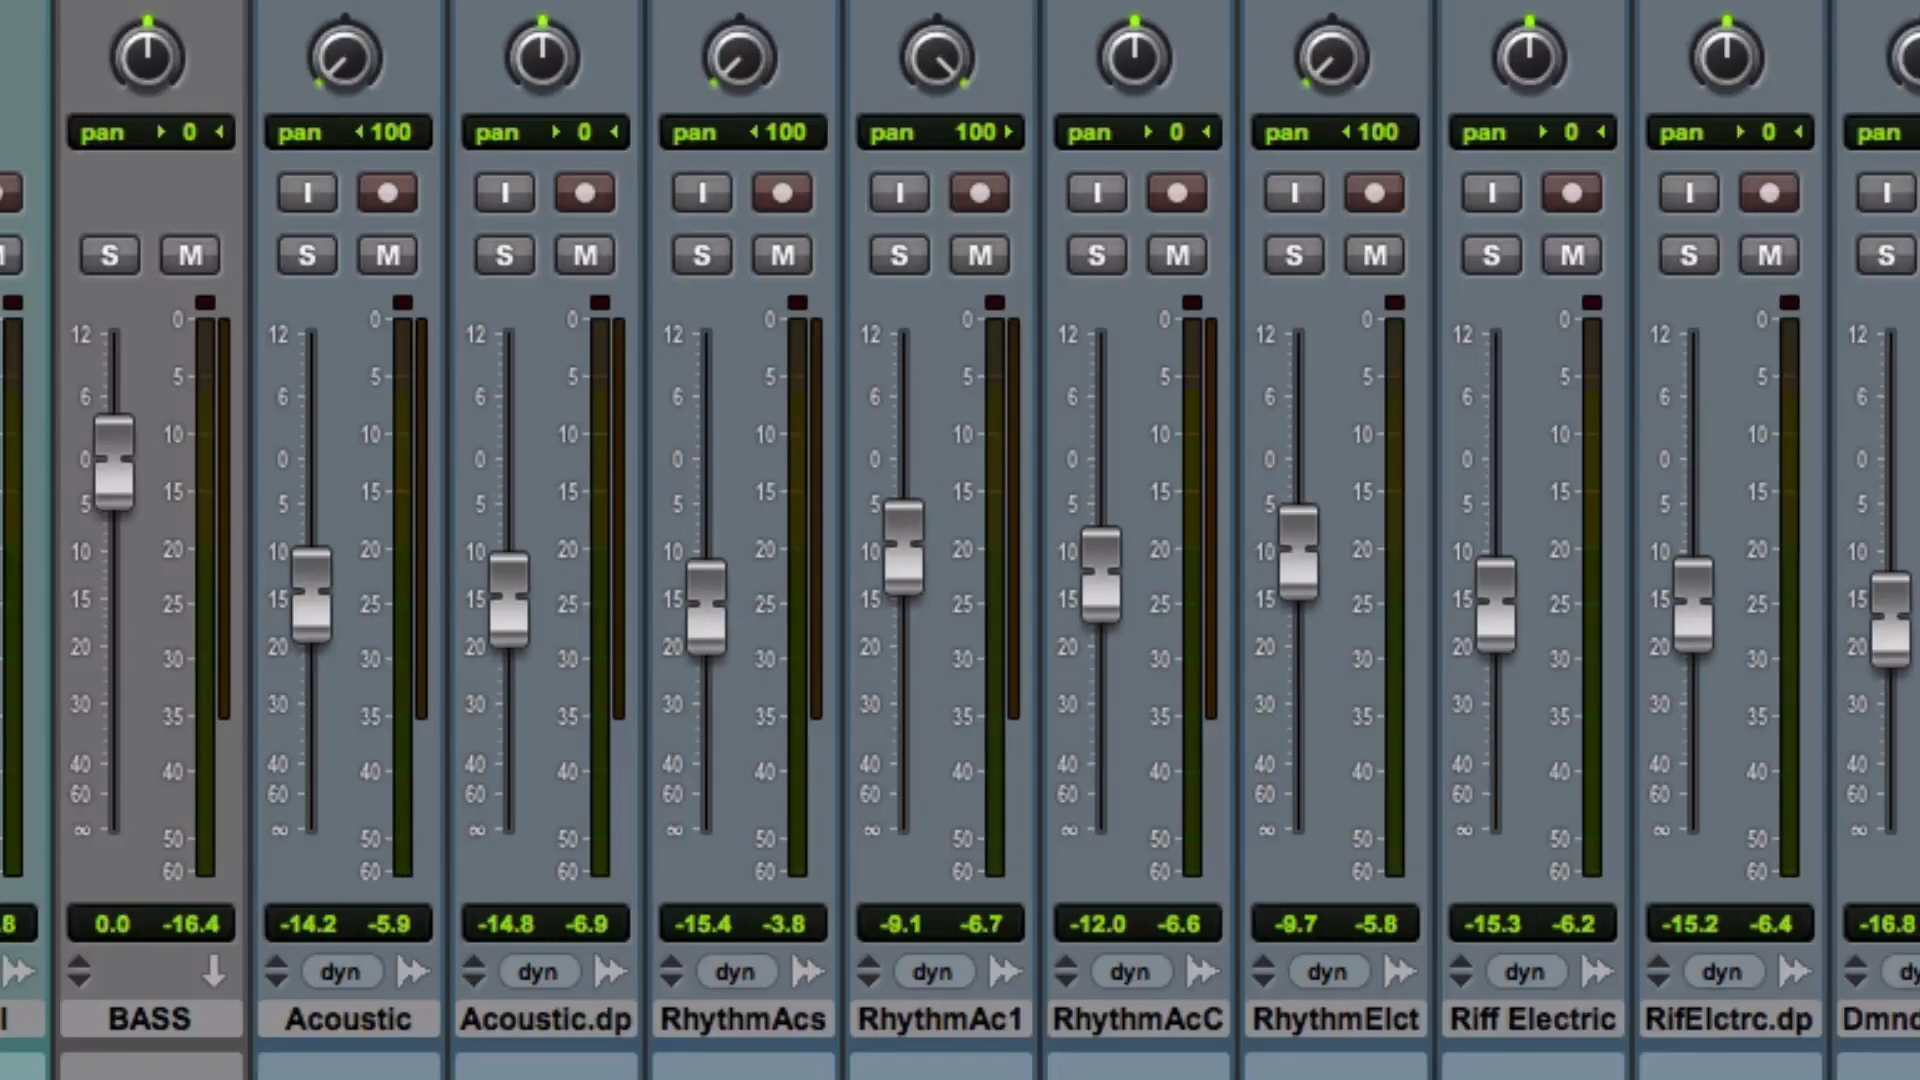 pan 0 pan 100 pan 0 pan 100 pan 100 pan 0 pan 100 pan 0 pan 0 pan
I I I I I I I I I
S M S M S M S M S M S M S M S M S M S
12 0 12 0 12 0 12 0 12 0 12 0 12 0 12 0 12 0 12
5 5 5 5 5 5 5 5 5
6 6 6 6 6 6 6 6 6 6
10 10 10 10 10 10 10 10 10
0 0 0 0 0 0 0 0 0 0
5 15 5 15 5 15 5 15 5 15 5 15 5 15 5 15 5 15 5
10 20 10 20 10 20 10 20 10 20 10 20 10 20 10 20 10 20 10
15 25 15 25 15 25 15 25 15 25 15 25 15 25 15 25 15 25 15
20 30 20 30 20 30 20 30 20 30 20 30 20 30 20 30 20 30 20
30 35 30 35 30 35 30 35 30 35 30 35 30 35 30 35 30 35 30
40 40 40 40 40 40 40 40 40 40 40 40 40 40 40 40 40 40 40
60 60 60 60 60 60 60 60 60 60
∞ 50 ∞ 50 ∞ 50 ∞ 50 ∞ 50 ∞ 50 ∞ 50 ∞ 50 ∞ 50 ∞
60 60 60 60 60 60 60 60 60
.8 0.0 -16.4 -14.2 -5.9 -14.8 -6.9 -15.4 -3.8 -9.1 -6.7 -12.0 -6.6 -9.7 -5.8 -15.3 -6.2 -15.2 -6.4 -16.8
dyn dyn dyn dyn dyn dyn dyn dyn dy
BASS Acoustic Acoustic.dp RhythmAcs RhythmAc1 RhythmAcC RhythmElct Riff Electric RifElctrc.dp Dmnd